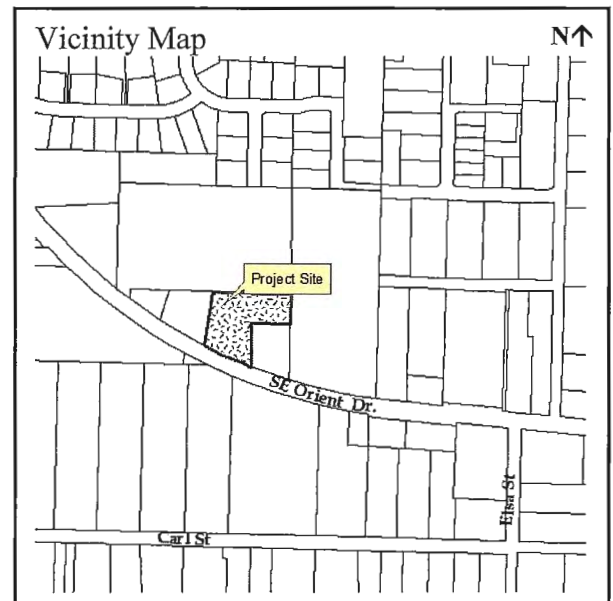 Vicinity Map
N↑
Project Site
SE Orient Dr.
Elsa St
Carl St